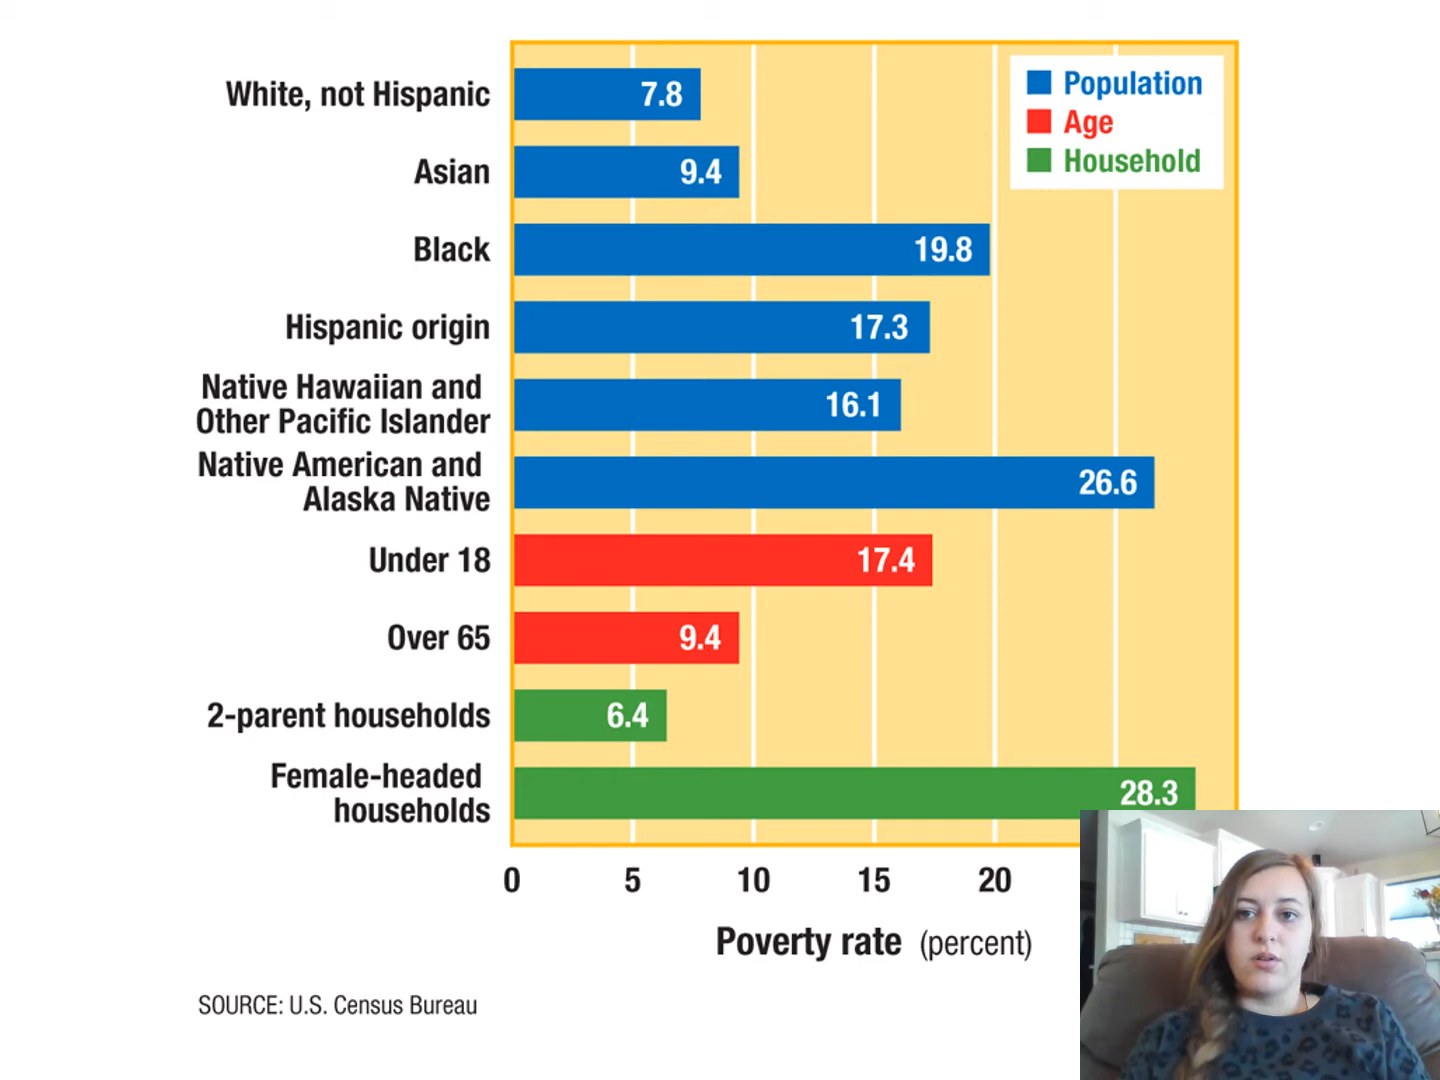 White, not Hispanic 7.8
Asian 9.4
Black 19.8
Hispanic origin 17.3
Native Hawaiian and
Other Pacific Islander 16.1
Native American and
Alaska Native 26.6
Under 18 17.4
Over 65 9.4
2-parent households 6.4
Female-headed
households 28.3
Population
Age
Household
0 5 10 15 20
Poverty rate (percent)
SOURCE: U.S. Census Bureau